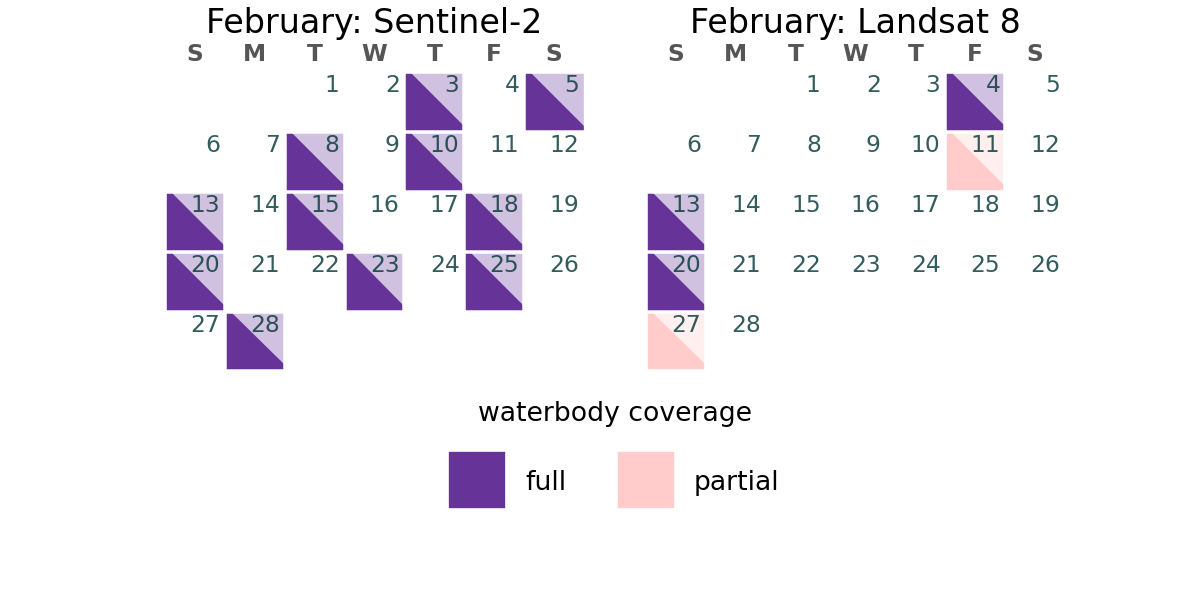 February: Sentinel-2
S M T W T F S
1 2 3 4 5
6 7 8 9 10 11 12
13 14 15 16 17 18 19
20 21 22 23 24 25 26
27 28
February: Landsat 8
S M T W T F S
1 2 3 4 5
6 7 8 9 10 11 12
13 14 15 16 17 18 19
20 21 22 23 24 25 26
27 28
waterbody coverage
full partial